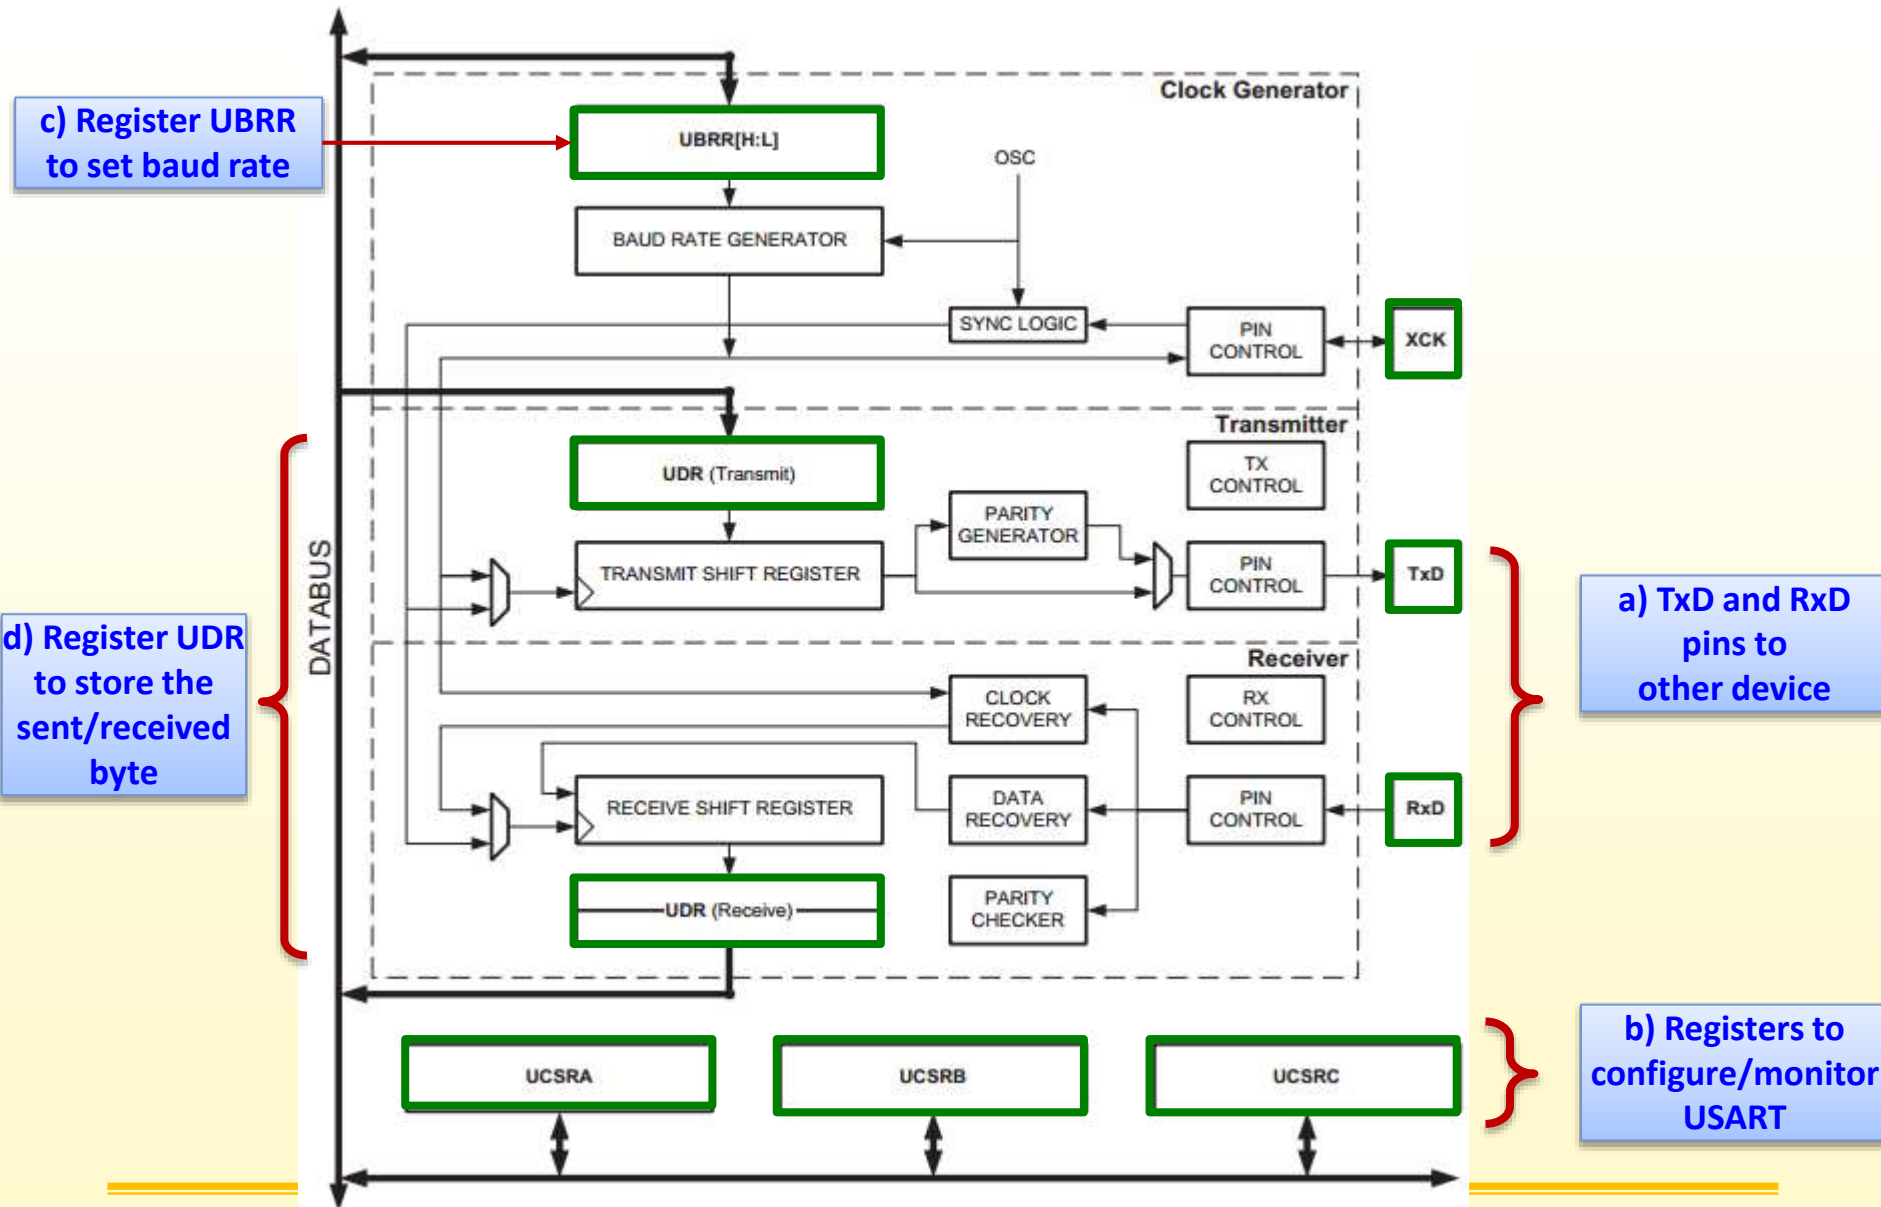 Clock Generator
c) Register UBRR
to set baud rate
UBRR[H:L]
OSC
BAUD RATE GENERATOR
SYNC LOGIC
PIN
CONTROL
XCK
Transmitter
UDR (Transmit)
TX
CONTROL
PARITY
GENERATOR
TRANSMIT SHIFT REGISTER
PIN
CONTROL
TxD
a) TxD and RxD
pins to
other device
DATABUS
d) Register UDR
to store the
sent/received
byte
Receiver
CLOCK
RECOVERY
RX
CONTROL
RECEIVE SHIFT REGISTER
DATA
RECOVERY
PIN
CONTROL
RxD
UDR (Receive)
PARITY
CHECKER
UCSRA
UCSRB
UCSRC
b) Registers to
configure/monitor
USART